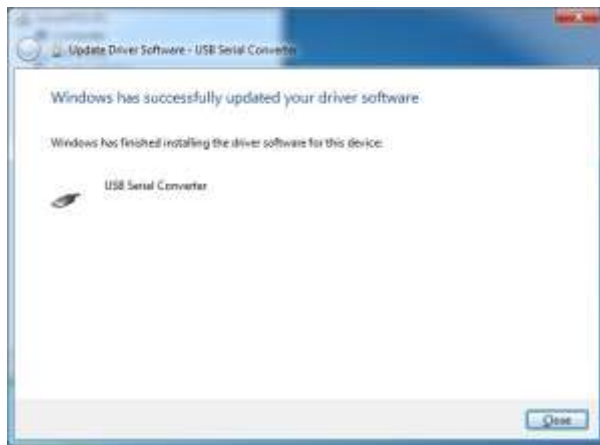 Update Driver Software - USB Serial Converter
Windows has successfully updated your driver software
Windows has finished installing the driver software for this device:
USB Serial Converter
Close